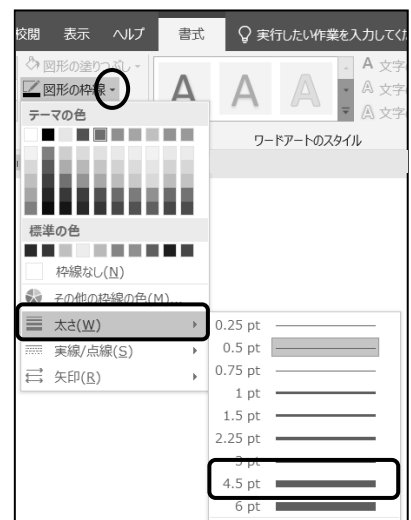 校閲 表示 ヘルプ 書式 実行したい作業を入力してくだ
図形の塗りつぶし
A 文字
図形の枠線
A A A
A 文字
テーマの色
A 文字
ワードアートのスタイル
標準の色
枠線なし(N)
その他の枠線の色(M)...
太さ(W)
実線/点線(S)
矢印(R)
0.25 pt
0.5 pt
0.75 pt
1 pt
1.5 pt
2.25 pt
3 pt
4.5 pt
6 pt